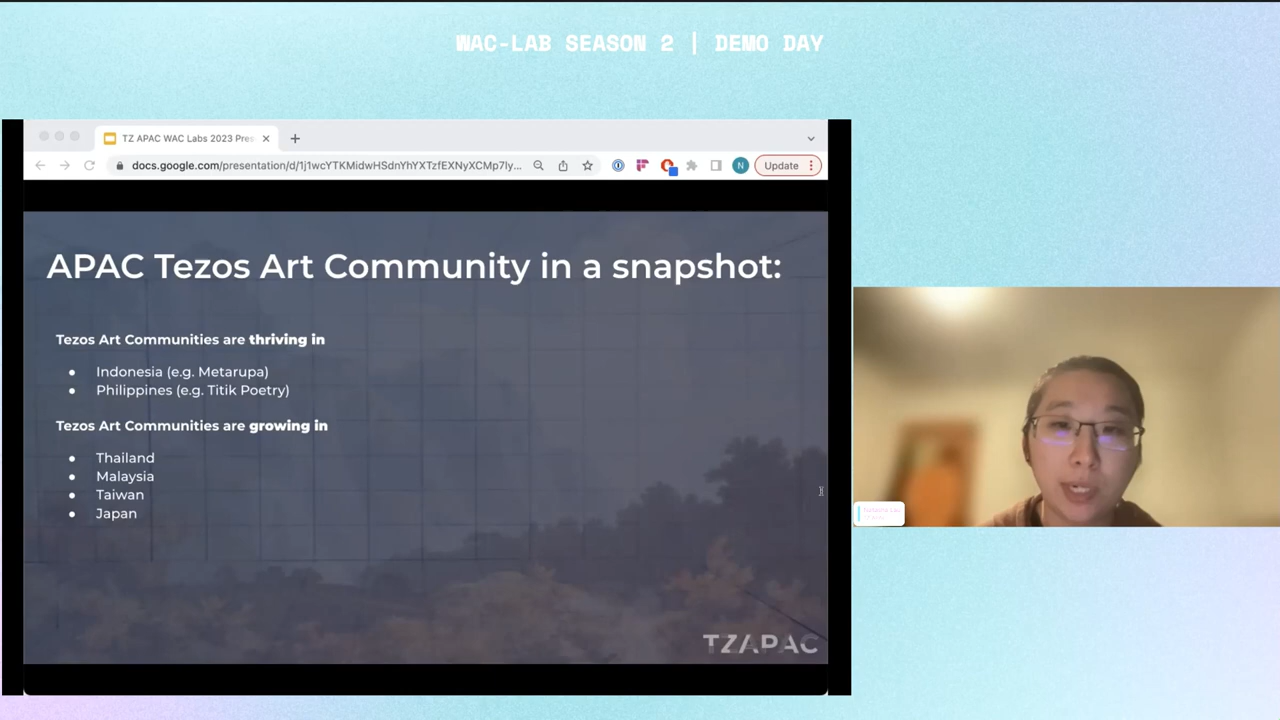 WAC-LAB SEASON 2 | DEMO DAY
TZ APAC WAC Labs 2023 Pres
docs.google.com/presentation/d/1j1wcYTKMidwHSdnYhYXTzfEXNyXCMp7ly...
N
Update
APAC Tezos Art Community in a snapshot:
Tezos Art Communities are thriving in
• Indonesia (e.g. Metarupa)
• Philippines (e.g. Titik Poetry)
Tezos Art Communities are growing in
• Thailand
• Malaysia
• Taiwan
• Japan
TZAPAC